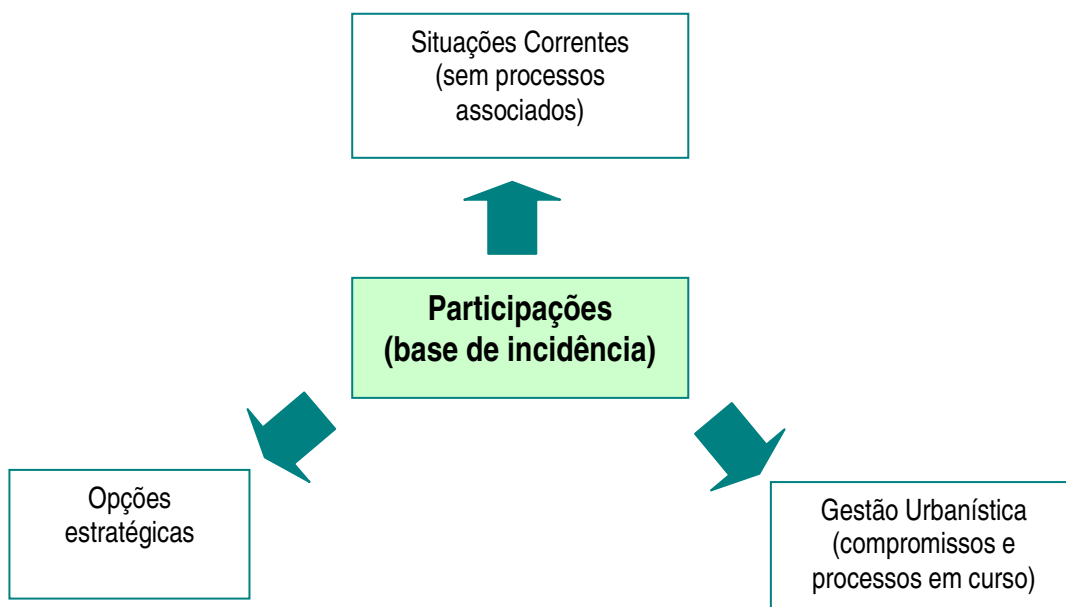 Situações Correntes
(sem processos
associados)
Participações
(base de incidência)
Opções
estratégicas
Gestão Urbanística
(compromissos e
processos em curso)